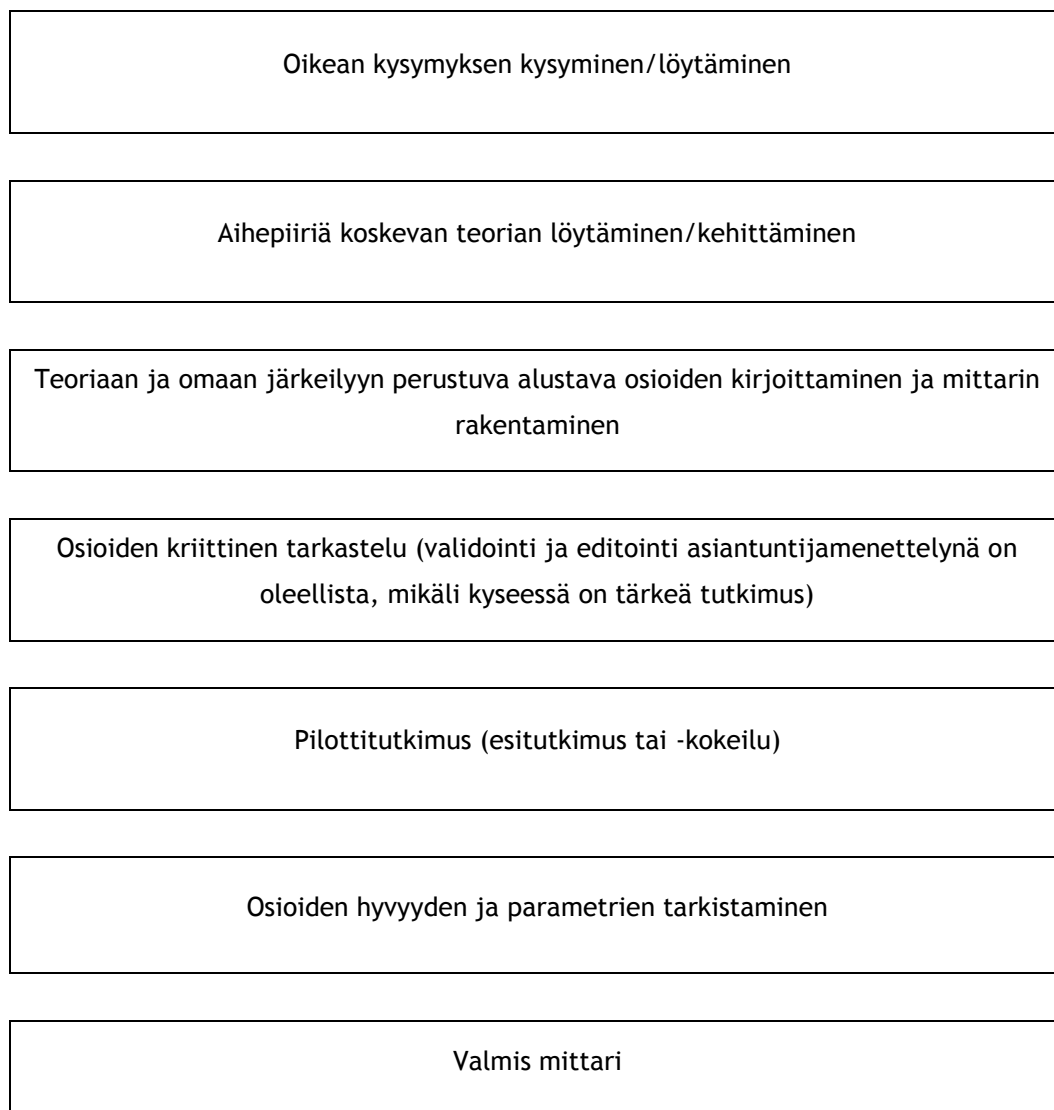 Oikean kysymyksen kysyminen/löytäminen
Aihepiiriä koskevan teorian löytäminen/kehittäminen
Teoriaan ja omaan järkeilyyn perustuva alustava osioiden kirjoittaminen ja mittarin
rakentaminen
Osioiden kriittinen tarkastelu (validointi ja editointi asiantuntijamenettelynä on
oleellista, mikäli kyseessä on tärkeä tutkimus)
Pilottitutkimus (esitutkimus tai -kokeilu)
Osioiden hyvyyden ja parametrien tarkistaminen
Valmis mittari